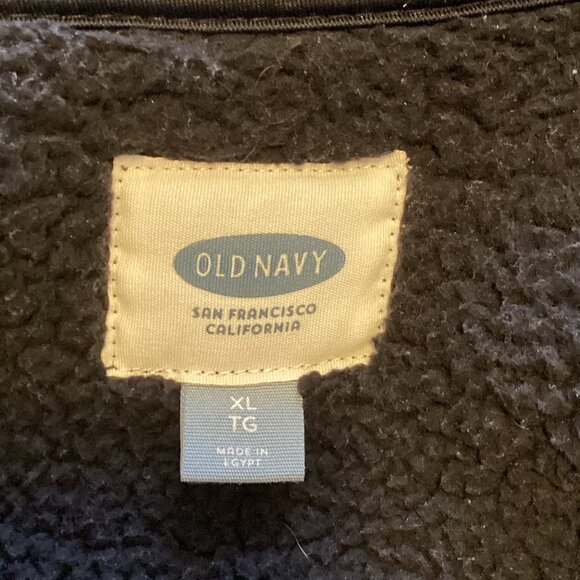 OLD NAVY
SAN FRANCISCO
CALIFORNIA
XL
TG
MADE IN
EGYPT